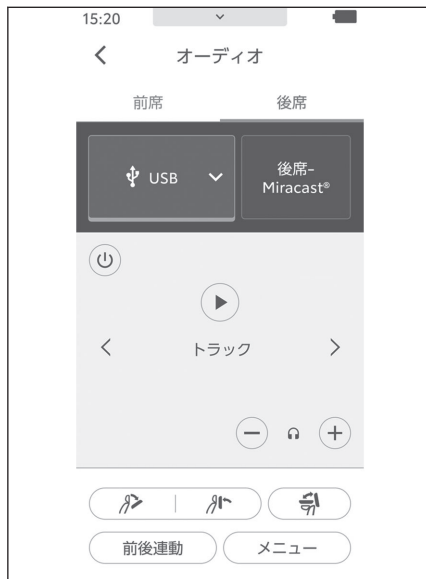 15:20
オーディオ
前席
後席
USB
後席-
Miracast®
トラック
前後連動
メニュー